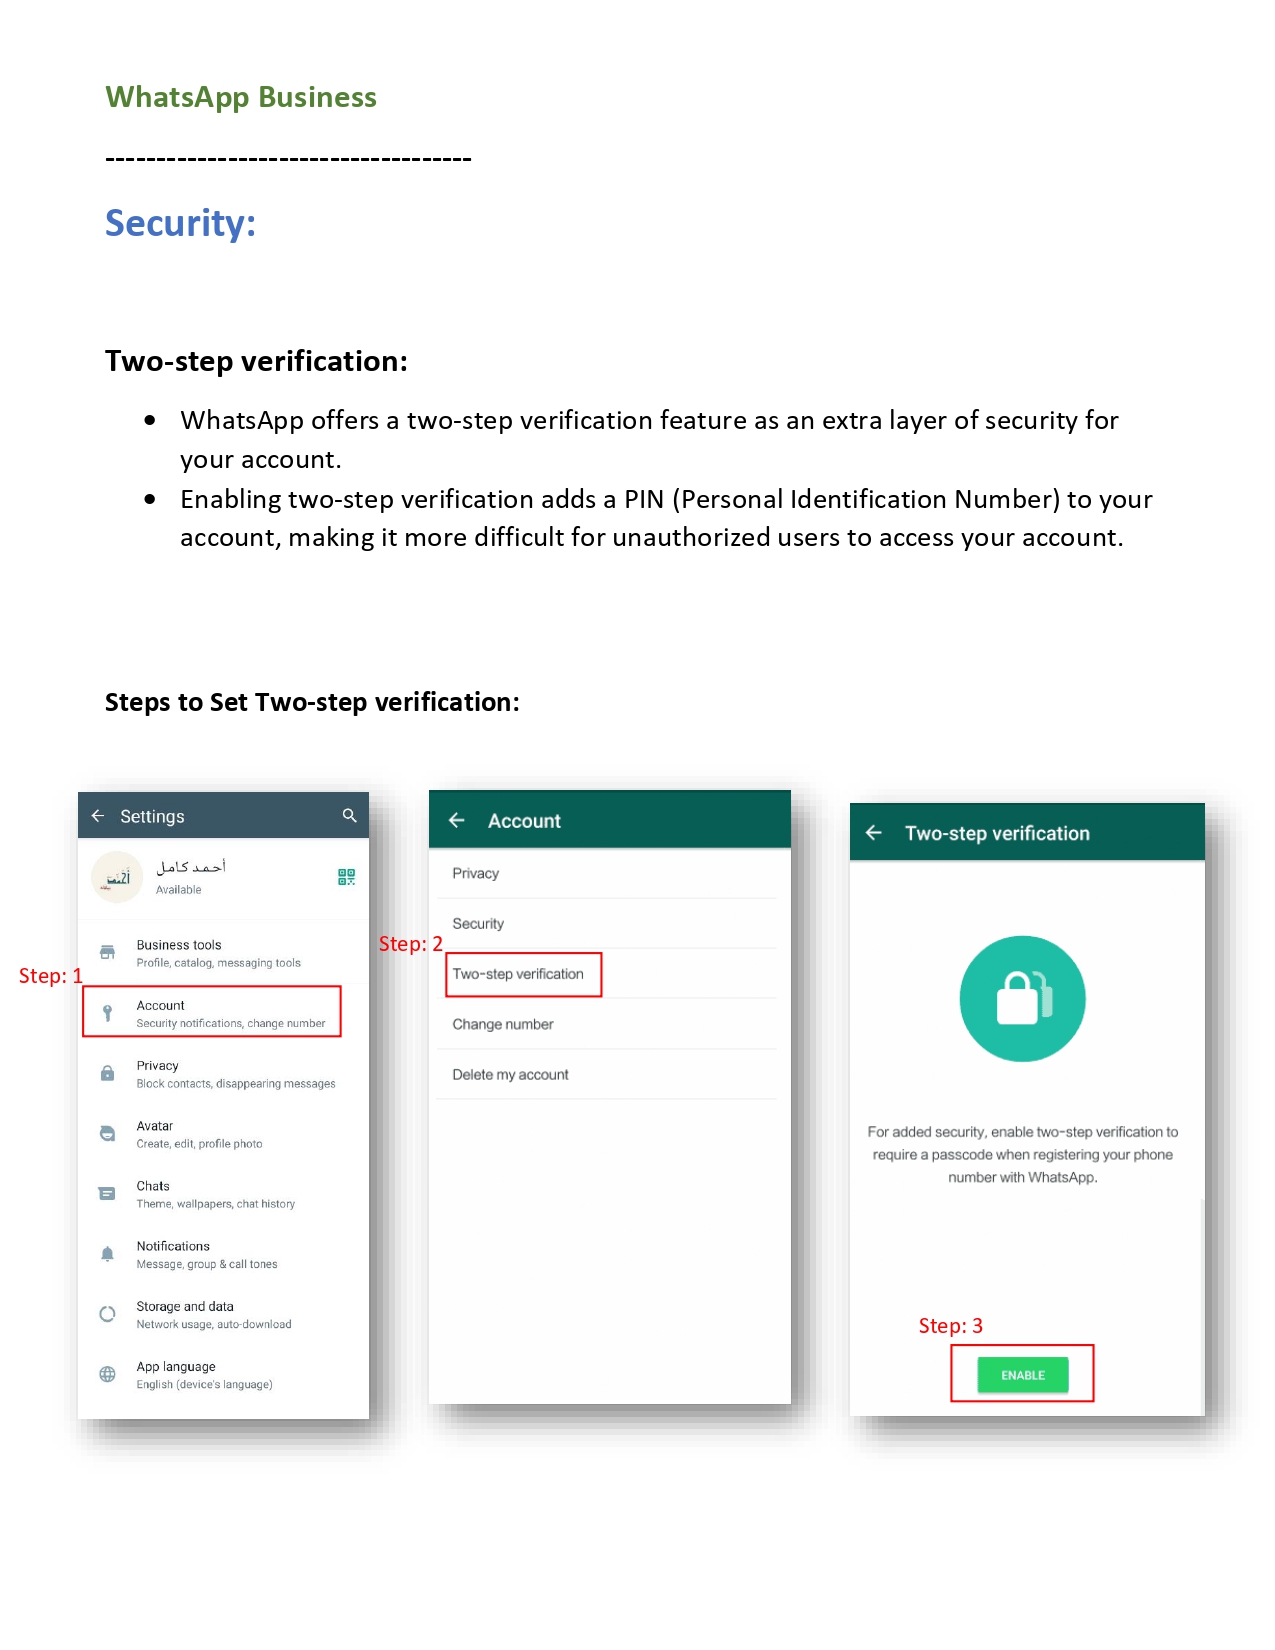 WhatsApp Business
------------------------------------
Security:
Two-step verification:
• WhatsApp offers a two-step verification feature as an extra layer of security for
your account.
• Enabling two-step verification adds a PIN (Personal Identification Number) to your
account, making it more difficult for unauthorized users to access your account.
Steps to Set Two-step verification:
Settings
أحمد كامل
Available
Business tools
Profile, catalog, messaging tools
Step: 1
Account
Security notifications, change number
Privacy
Block contacts, disappearing messages
Avatar
Create, edit, profile photo
Chats
Theme, wallpapers, chat history
Notifications
Message, group & call tones
Storage and data
Network usage, auto-download
App language
English (device's language)
Account
Privacy
Security
Step: 2
Two-step verification
Change number
Delete my account
Two-step verification
For added security, enable two-step verification to
require a passcode when registering your phone
number with WhatsApp.
Step: 3
ENABLE